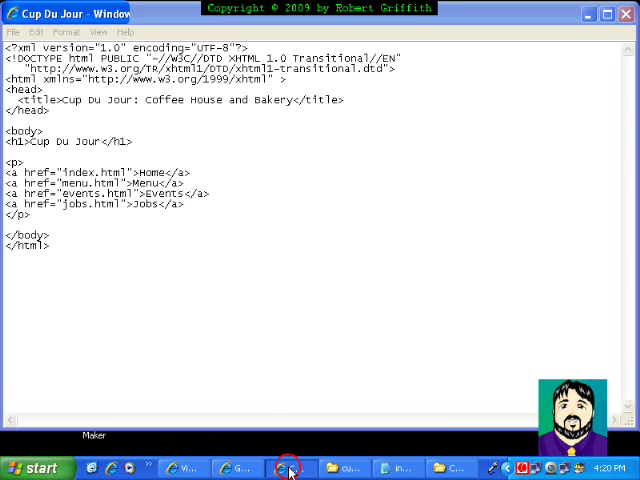 Copyright © 2009 by Robert Griffith
Cup Du Jour - Window
File Edit Format View Help
<?xml version="1.0" encoding="UTF-8"?>
<!DOCTYPE html PUBLIC "-//W3C//DTD XHTML 1.0 Transitional//EN"
"http://www.w3.org/TR/xhtml1/DTD/xhtml1-transitional.dtd">
<html xmlns="http://www.w3.org/1999/xhtml" >
<head>
<title>Cup Du Jour: Coffee House and Bakery</title>
</head>
<body>
<h1>Cup Du Jour</h1>
<p>
<a href="index.html">Home</a>
<a href="menu.html">Menu</a>
<a href="events.html">Events</a>
<a href="jobs.html">Jobs</a>
</p>
</body>
</html>
Maker
start Vi... G... cu... in... C... 4:20 PM